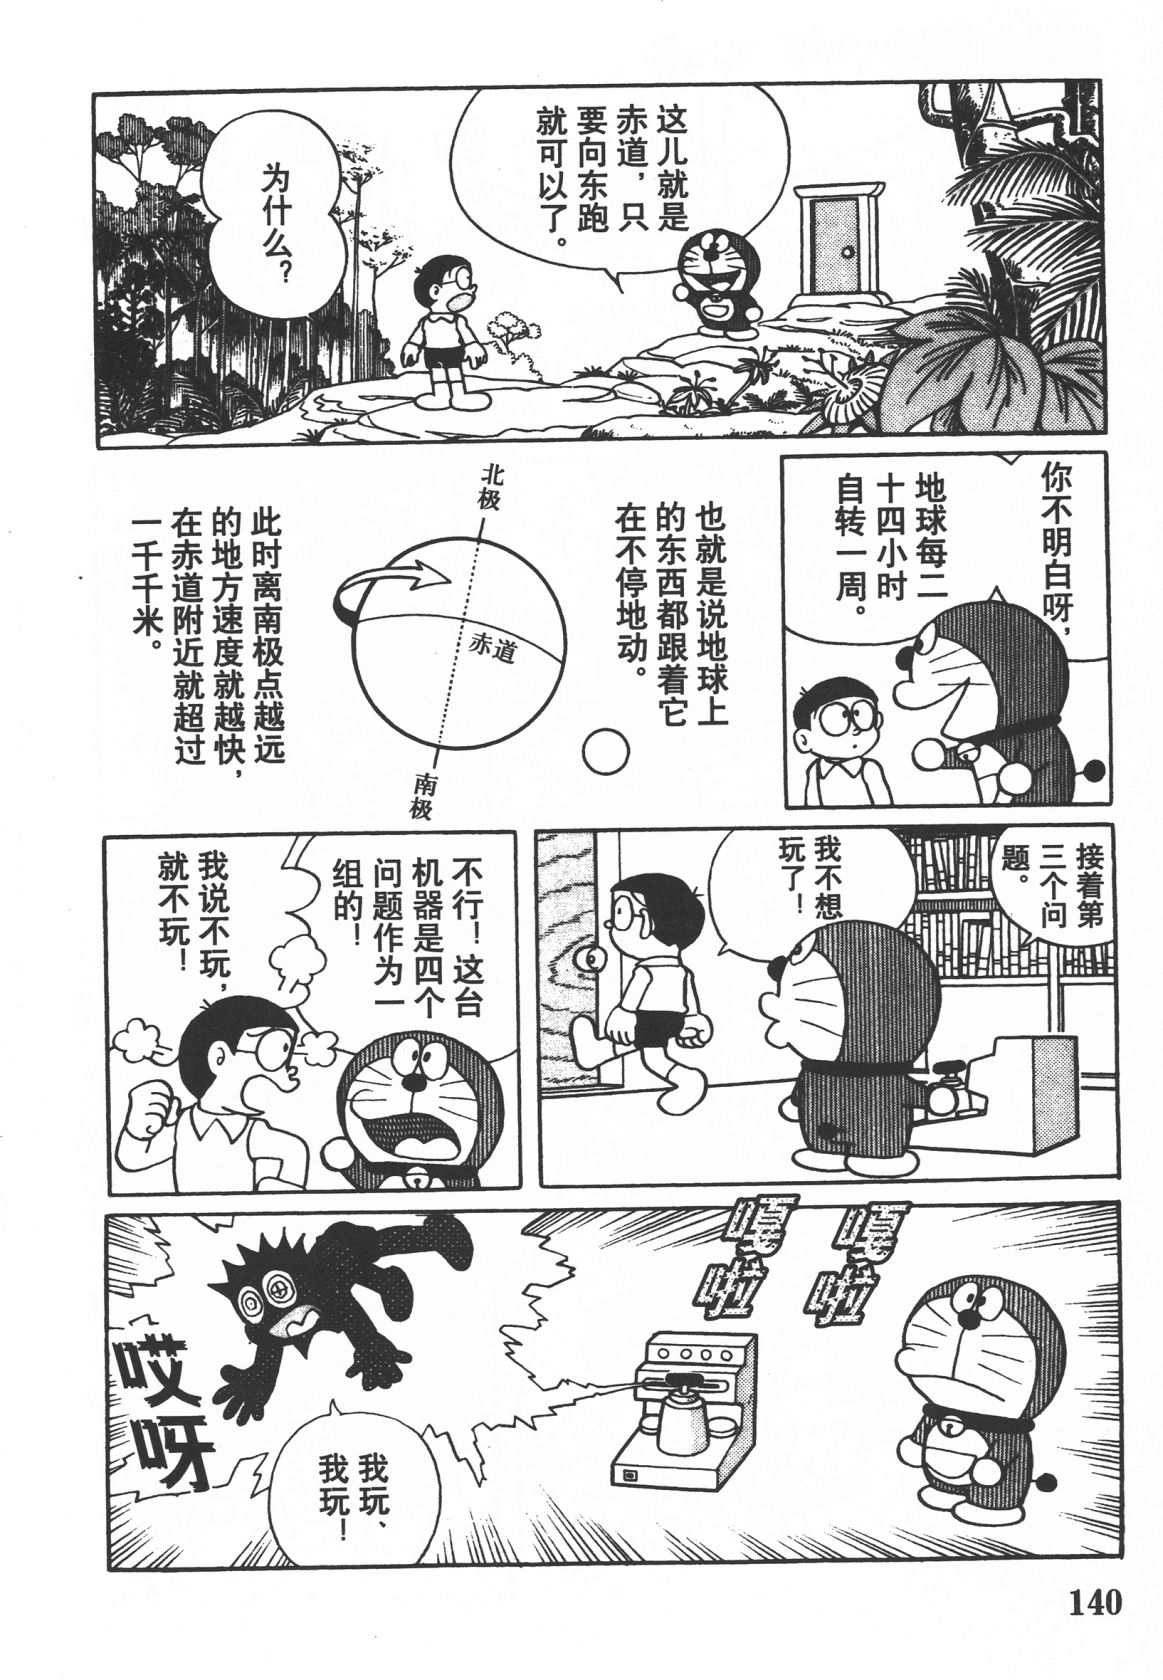 这儿就是
赤道，只
要向东跑
就可以了。
为什么？
你不明白呀，
地球每二
十四小时
自转一周。
也就是说地球上
的东西都跟着它
在不停地动。
北极
赤道
南极
此时离南极点越远
的地方速度就越快，
在赤道附近就超过
一千千米。
接着第
三个问
题。
我不想
玩了！
不行！这台
机器是四个
问题作为一
组的！
我说不玩，
就不玩！
嘎啦
嘎啦
哎呀
我玩、
我玩！
140